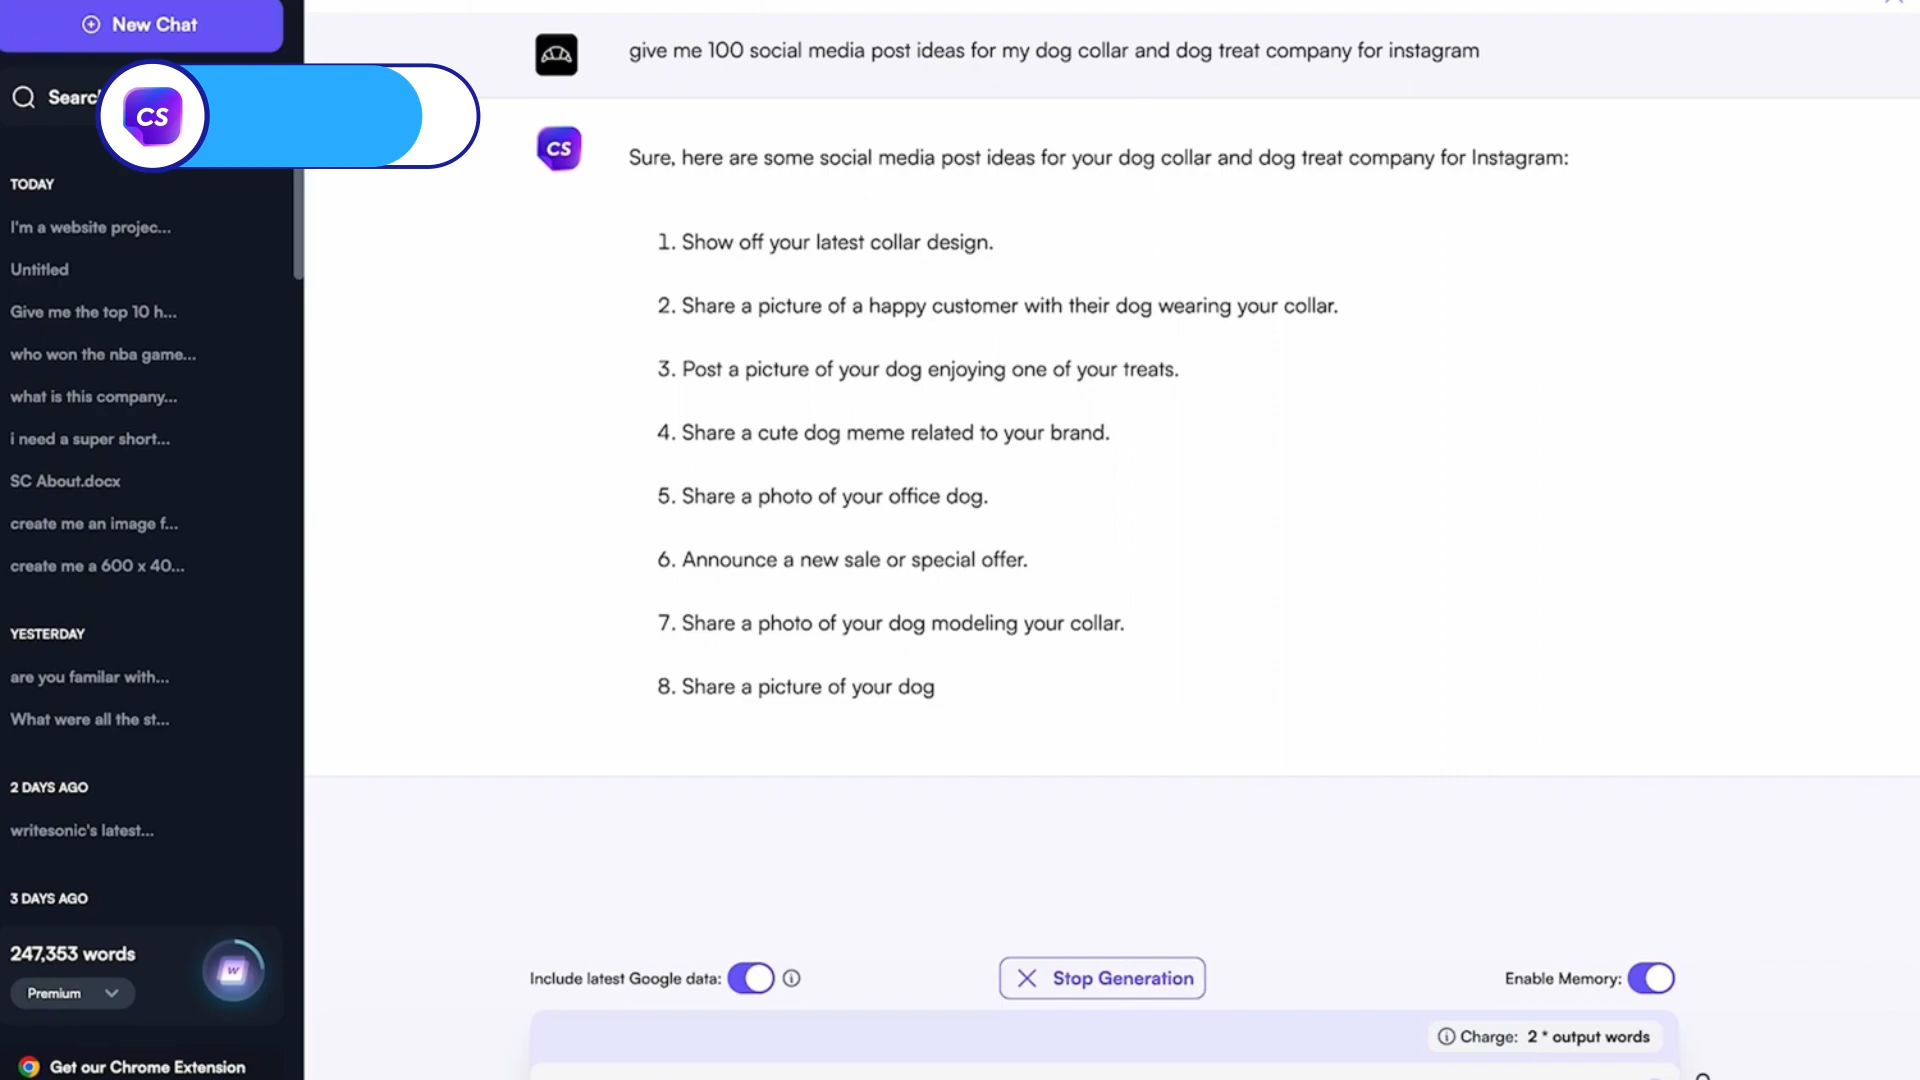 New Chat
Searc
CS
TODAY
I'm a website projec...
Untitled
Give me the top 10 h...
who won the nba game...
what is this company...
i need a super short...
SC About.docx
create me an image f...
create me a 600 x 40...
YESTERDAY
are you familar with...
What were all the st...
2 DAYS AGO
writesonic's latest...
3 DAYS AGO
247,353 words
W
Premium
Get our Chrome Extension
give me 100 social media post ideas for my dog collar and dog treat company for instagram
CS
Sure, here are some social media post ideas for your dog collar and dog treat company for Instagram:
1. Show off your latest collar design.
2. Share a picture of a happy customer with their dog wearing your collar.
3. Post a picture of your dog enjoying one of your treats.
4. Share a cute dog meme related to your brand.
5. Share a photo of your office dog.
6. Announce a new sale or special offer.
7. Share a photo of your dog modeling your collar.
8. Share a picture of your dog
Include latest Google data:
Stop Generation
Enable Memory:
Charge: 2 * output words